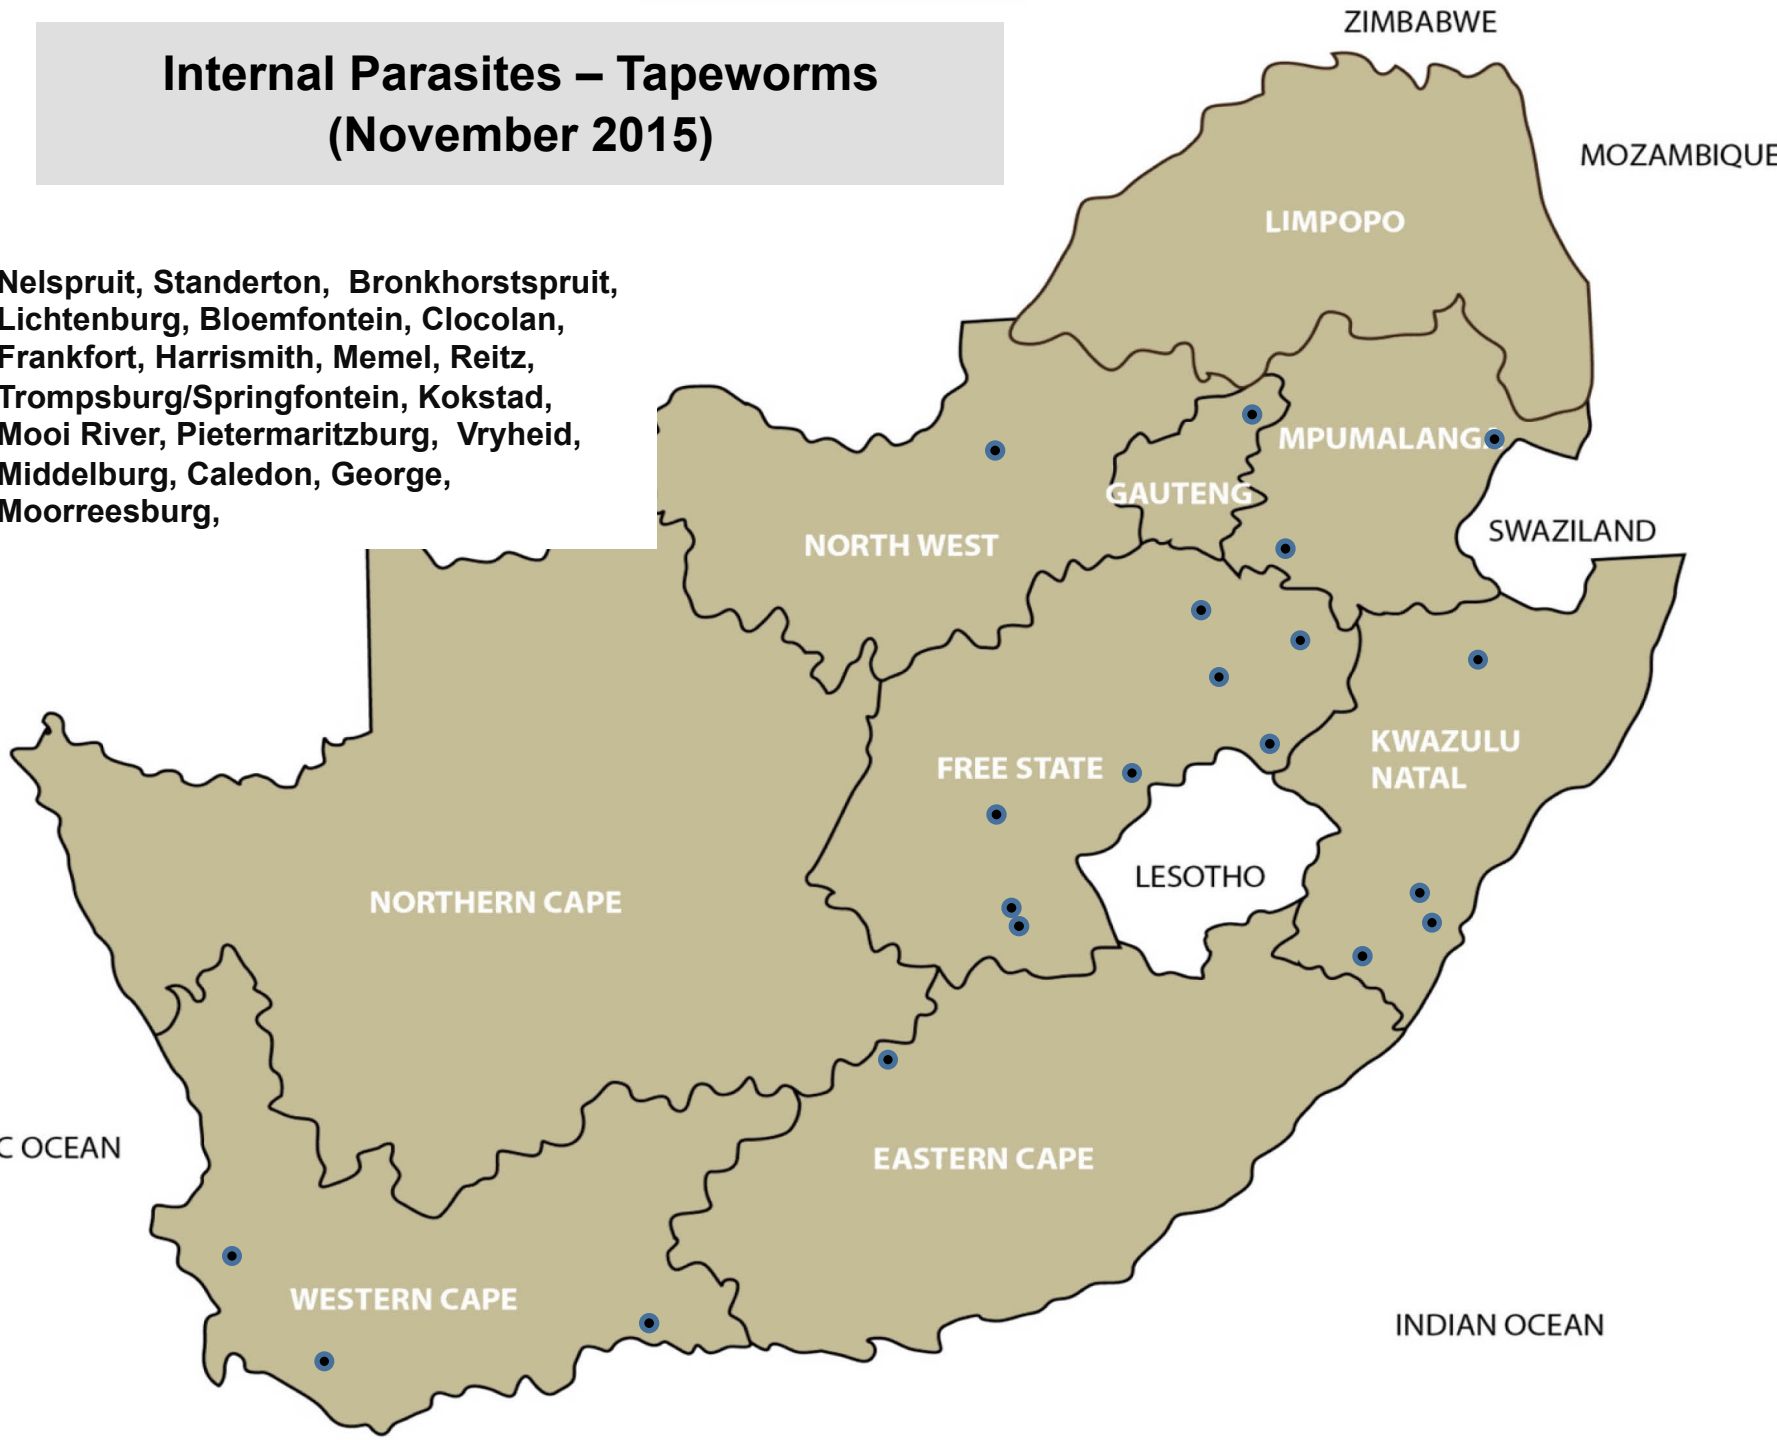 Internal Parasites – Tapeworms
(November 2015)
Nelspruit, Standerton, Bronkhorstspruit,
Lichtenburg, Bloemfontein, Clocolan,
Frankfort, Harrismith, Memel, Reitz,
Trompsburg/Springfontein, Kokstad,
Mooi River, Pietermaritzburg, Vryheid,
Middelburg, Caledon, George,
Moorreesburg,
ZIMBABWE
MOZAMBIQUE
LIMPOPO
MPUMALANGA
GAUTENG
NORTH WEST
SWAZILAND
KWAZULU
NATAL
FREE STATE
LESOTHO
NORTHERN CAPE
C OCEAN
EASTERN CAPE
WESTERN CAPE
INDIAN OCEAN